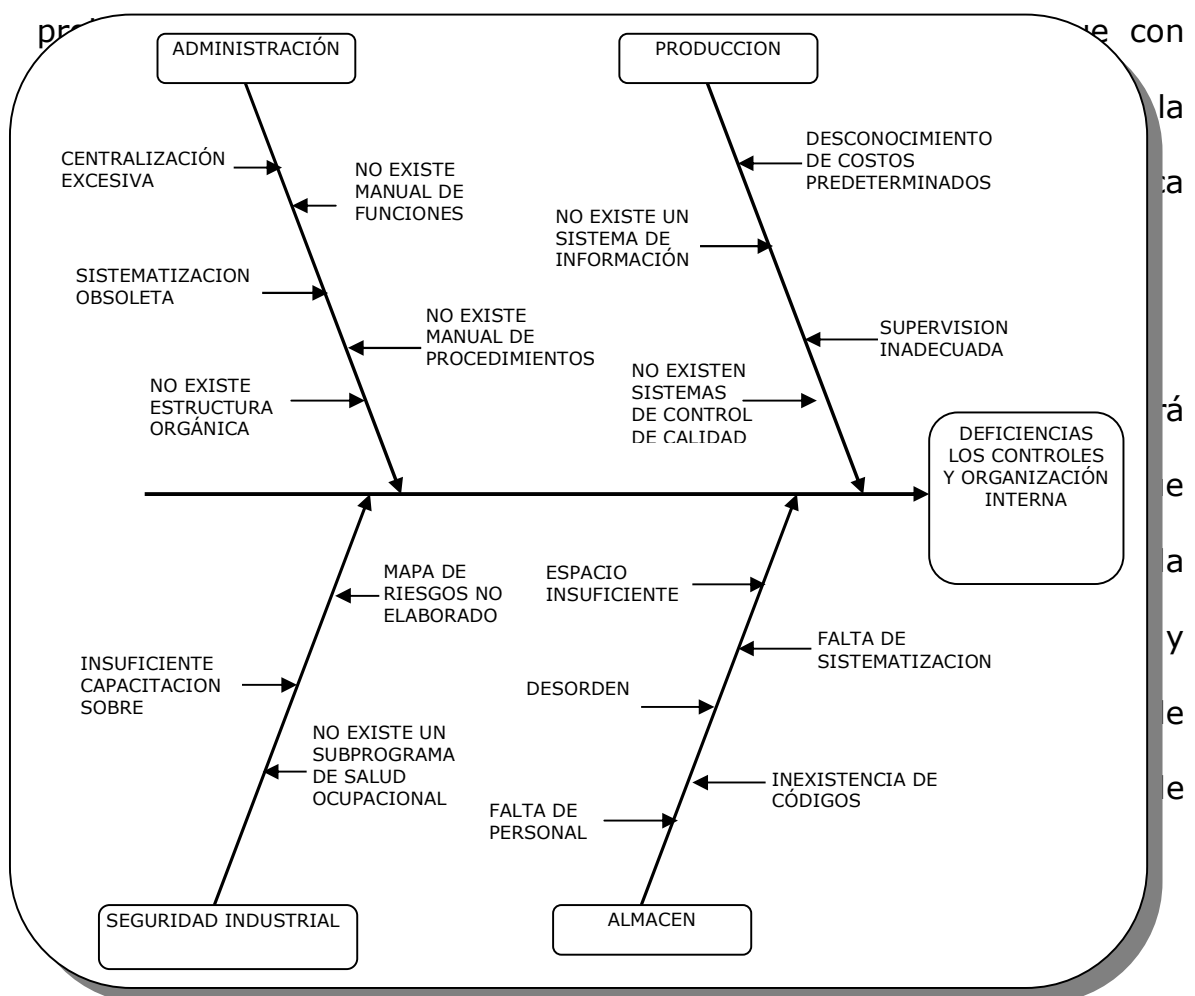 con
la
ADMINISTRACIÓN
PRODUCCION
CENTRALIZACIÓN
EXCESIVA
NO EXISTE
MANUAL DE
FUNCIONES
DESCONOCIMIENTO
DE COSTOS
PREDETERMINADOS
NO EXISTE UN
SISTEMA DE
INFORMACIÓN
SISTEMATIZACION
OBSOLETA
NO EXISTE
MANUAL DE
PROCEDIMIENTOS
SUPERVISION
INADECUADA
NO EXISTE
ESTRUCTURA
ORGÁNICA
NO EXISTEN
SISTEMAS
DE CONTROL
DE CALIDAD
DEFICIENCIAS
LOS CONTROLES
Y ORGANIZACIÓN
INTERNA
MAPA DE
RIESGOS NO
ELABORADO
ESPACIO
INSUFICIENTE
INSUFICIENTE
CAPACITACION
SOBRE
FALTA DE
SISTEMATIZACION
y
DESORDEN
NO EXISTE UN
SUBPROGRAMA
DE SALUD
OCUPACIONAL
INEXISTENCIA DE
CÓDIGOS
FALTA DE
PERSONAL
SEGURIDAD INDUSTRIAL
ALMACEN